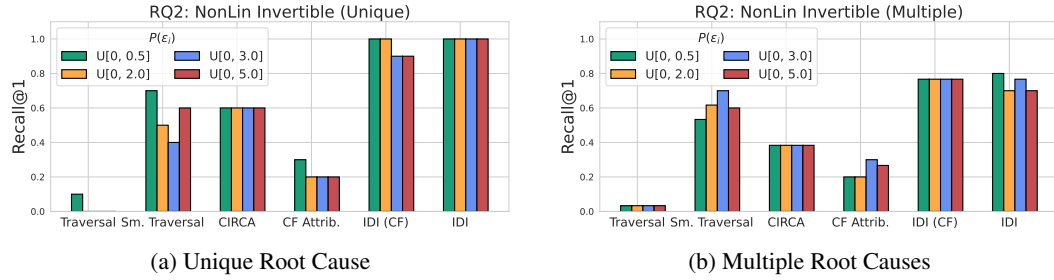 RQ2: NonLin Invertible (Unique)
P(εᵢ)
U[0, 0.5]
U[0, 3.0]
U[0, 2.0]
U[0, 5.0]
Recall@1
1.0
0.8
0.6
0.4
0.2
0.0
Traversal Sm. Traversal CIRCA CF Attrib. IDI (CF) IDI
(a) Unique Root Cause
RQ2: NonLin Invertible (Multiple)
P(εᵢ)
U[0, 0.5]
U[0, 3.0]
U[0, 2.0]
U[0, 5.0]
Recall@1
1.0
0.8
0.6
0.4
0.2
0.0
Traversal Sm. Traversal CIRCA CF Attrib. IDI (CF) IDI
(b) Multiple Root Causes